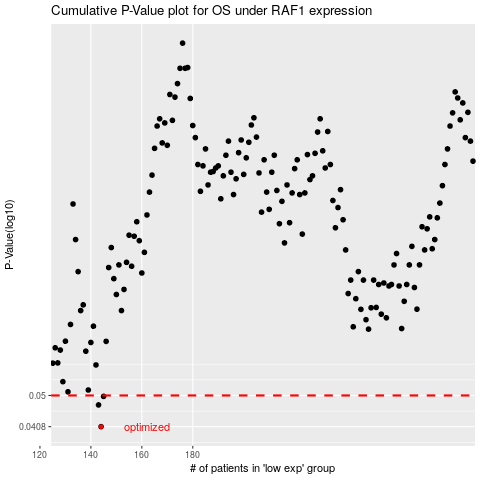 Cumulative P-Value plot for OS under RAF1 expression
P-Value(log10)
0.05
0.0408
optimized
120 140 160 180
# of patients in 'low exp' group